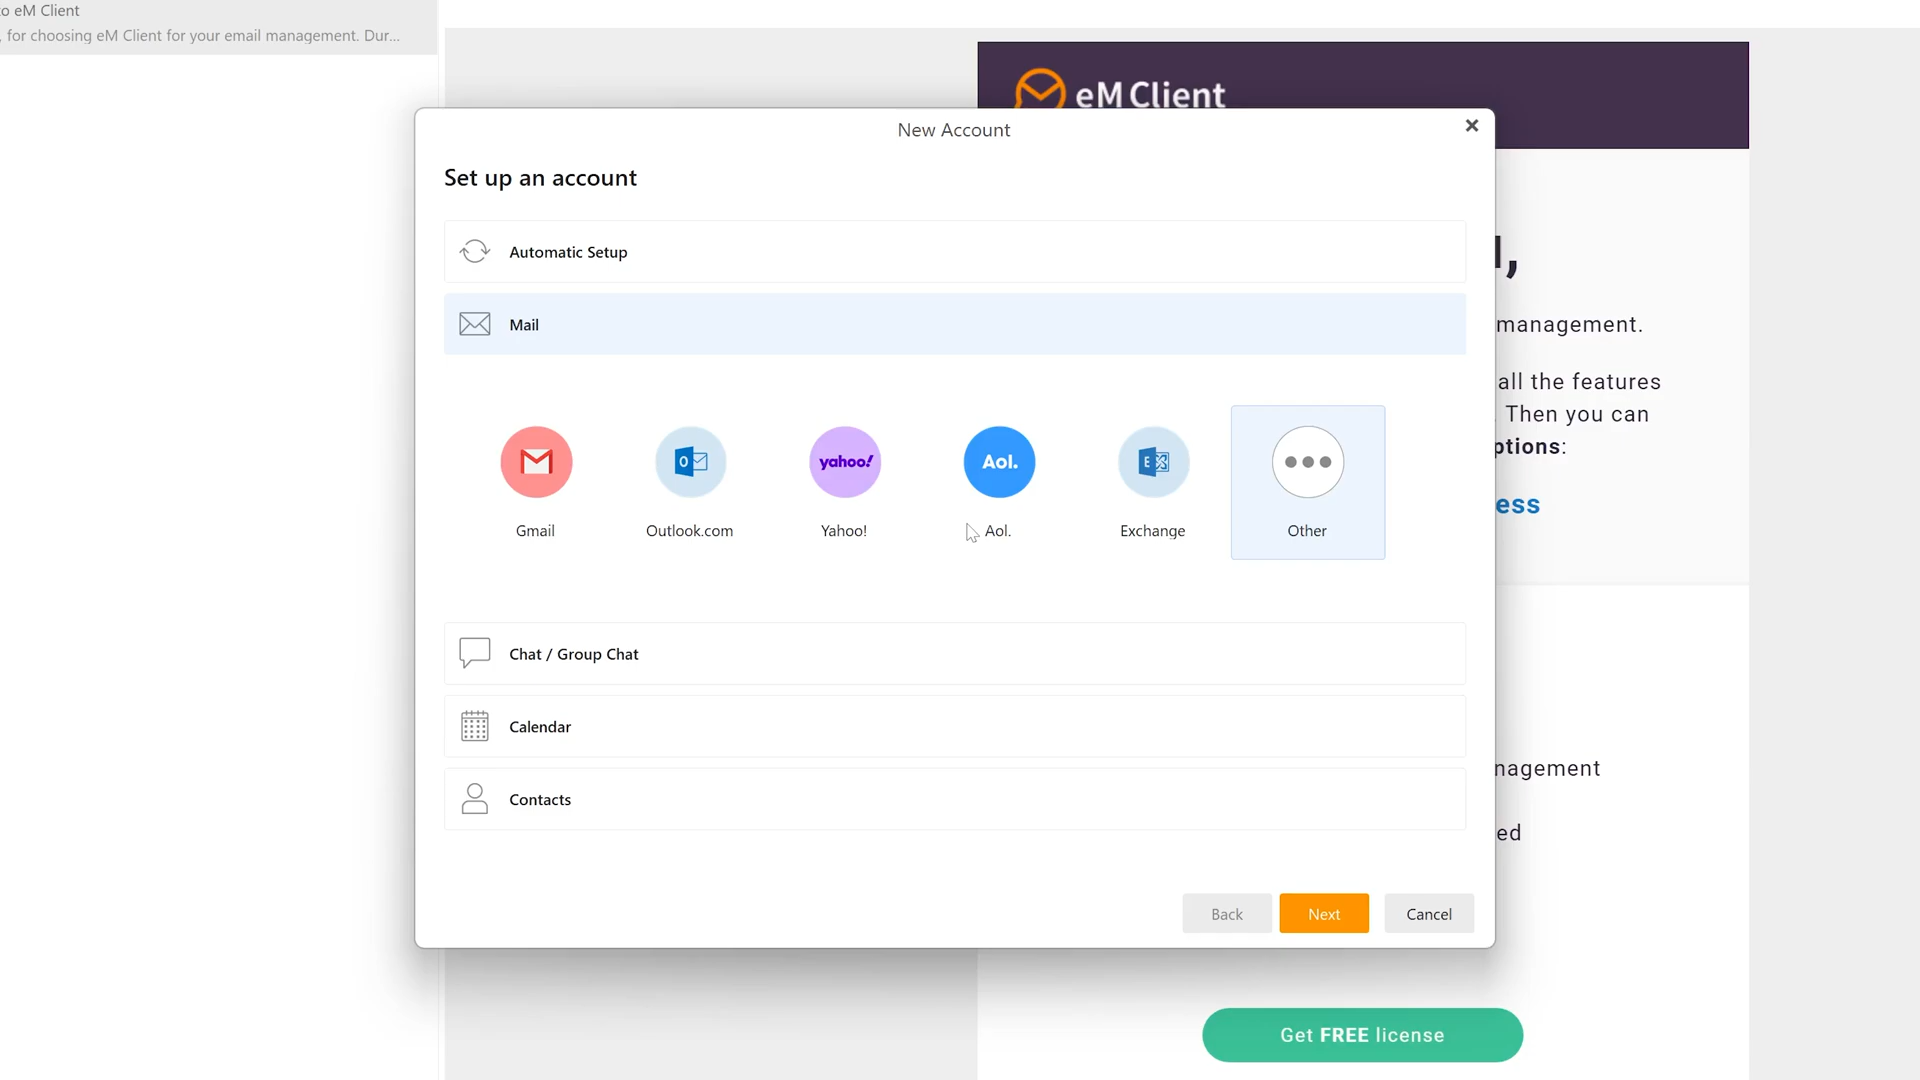 to eM Client
, for choosing eM Client for your email management. Dur...
eM Client
New Account
Set up an account
Automatic Setup
Mail
yahoo!
Aol.
Gmail
Outlook.com
Yahoo!
Aol.
Exchange
Other
Chat / Group Chat
Calendar
Contacts
Back
Next
Cancel
management.
all the features
. Then you can
ptions:
ess
nagement
ed
Get FREE license